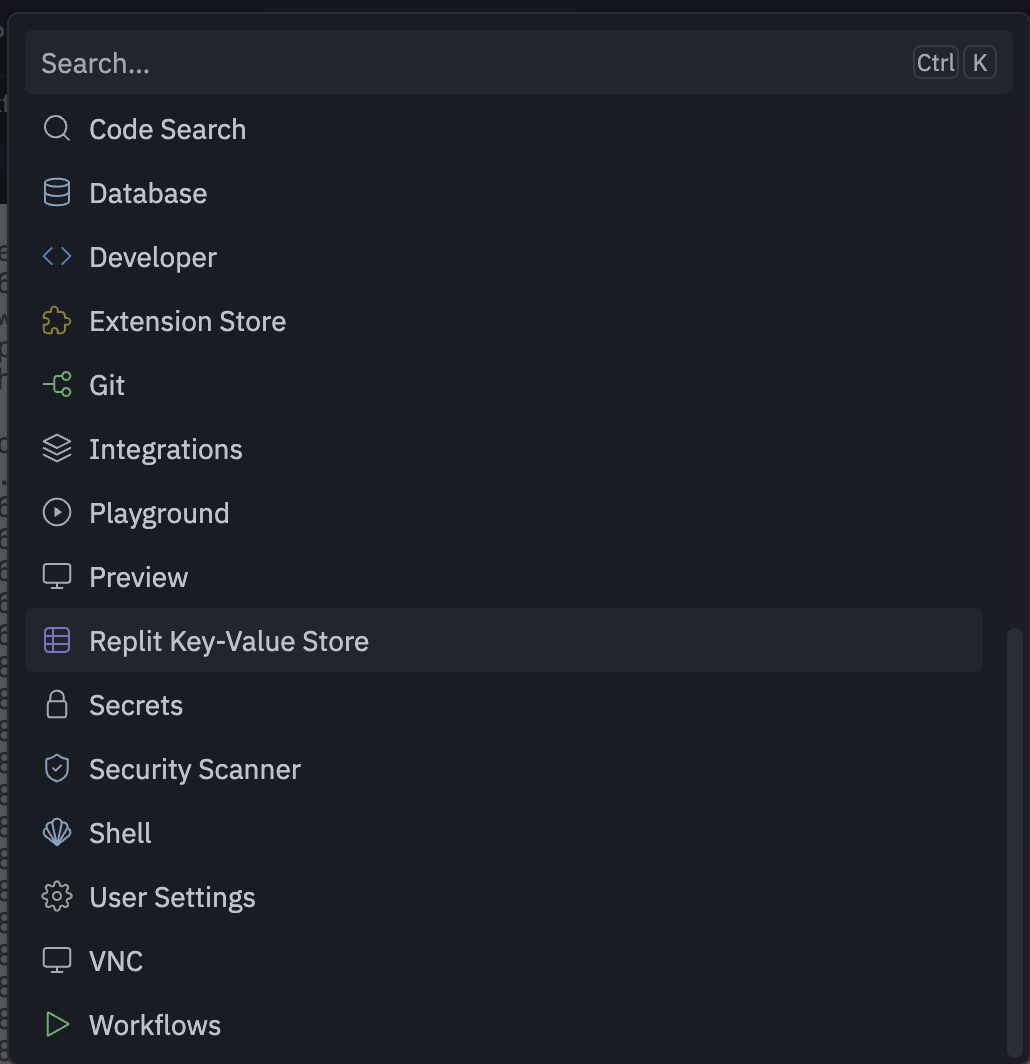 Search...
Ctrl K
Code Search
Database
Developer
Extension Store
Git
Integrations
Playground
Preview
Replit Key-Value Store
Secrets
Security Scanner
Shell
User Settings
VNC
Workflows